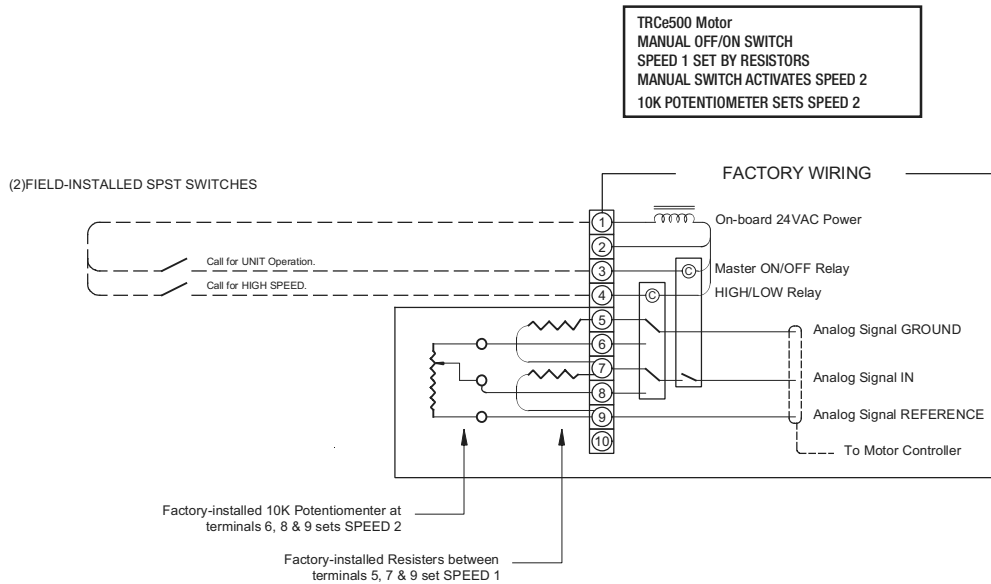 TRCe500 Motor
MANUAL OFF/ON SWITCH
SPEED 1 SET BY RESISTORS
MANUAL SWITCH ACTIVATES SPEED 2
10K POTENTIOMETER SETS SPEED 2
FACTORY WIRING
(2)FIELD-INSTALLED SPST SWITCHES
1
On-board 24VAC Power
2
Call for UNIT Operation.
3
C
Master ON/OFF Relay
Call for HIGH SPEED.
4
C
HIGH/LOW Relay
5
Analog Signal GROUND
6
7
Analog Signal IN
8
9
Analog Signal REFERENCE
10
To Motor Controller
Factory-installed 10K Potentiomenter at
terminals 6, 8 & 9 sets SPEED 2
Factory-installed Resisters between
terminals 5, 7 & 9 set SPEED 1